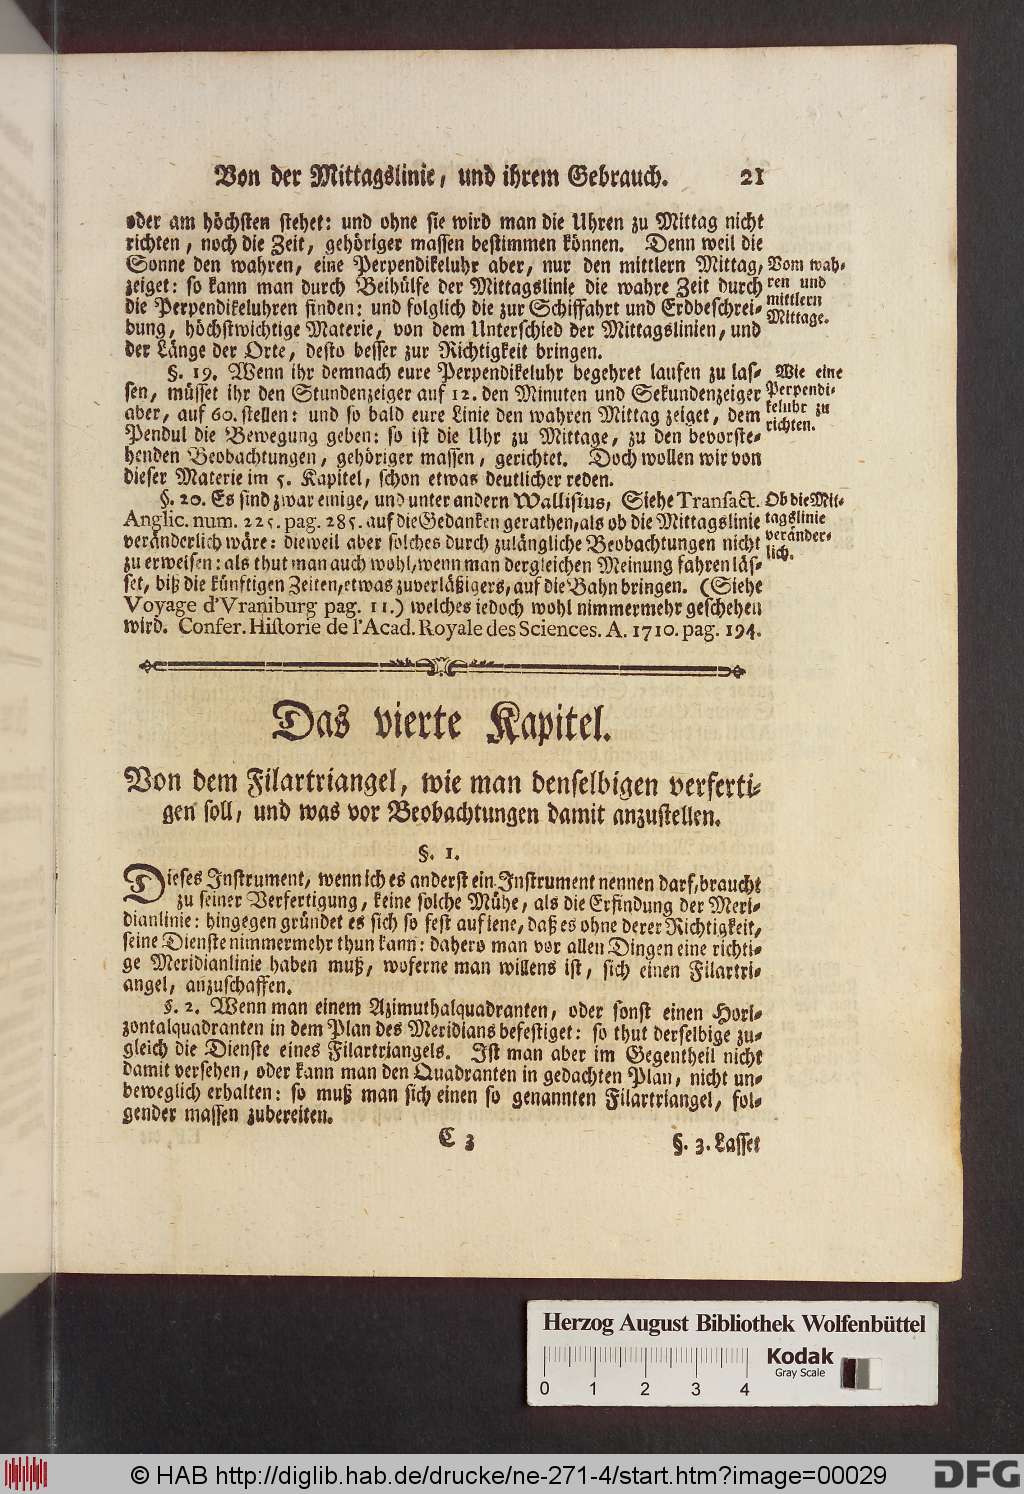 Von der Mittagslinie, und ihrem Gebrauch. 21
oder am höchsten stehet: und ohne sie wird man die Uhren zu Mittag nicht
richten, noch die Zeit, gehöriger massen bestimmen können. Denn weil die
Sonne den wahren, eine Perpendikeluhr aber, nur den mittlern Mittag,
zeiget: so kann man durch Beihülfe der Mittagslinie die wahre Zeit durch
die Perpendikeluhren finden: und folglich die zur Schiffahrt und Erdbeschrei-
bung, höchstwichtige Materie, von dem Unterschied der Mittagslinien, und
der Länge der Orte, desto besser zur Richtigkeit bringen.
Vom wah-
ren und
mittlern
Mittage.
§. 19. Wenn ihr demnach eure Perpendikeluhr begehret laufen zu las-
sen, müsset ihr den Stundenzeiger auf 12. den Minuten und Sekundenzeiger
aber, auf 60. stellen: und so bald eure Linie den wahren Mittag zeiget, dem
Pendul die Bewegung geben: so ist die Uhr zu Mittage, zu den bevorste-
henden Beobachtungen, gehöriger massen, gerichtet. Doch wollen wir von
dieser Materie im 5. Kapitel, schon etwas deutlicher reden.
Wie eine
Perpendi-
keluhr zu
richten.
§. 20. Es sind zwar einige, und unter andern Wallisius, Siehe Transact.
Anglic. num. 225. pag. 285. auf die Gedanken gerathen, als ob die Mittagslinie
veränderlich wäre: dieweil aber solches durch zulängliche Beobachtungen nicht
zu erweisen: als thut man auch wohl, wenn man dergleichen Meinung fahren läs-
set, biß die künftigen Zeiten, etwas zuverläßigers, auf die Bahn bringen. (Siehe
Voyage d'Vraniburg pag. 11.) welches iedoch wohl nimmermehr geschehen
wird. Confer. Historie de l'Acad. Royale des Sciences. A. 1710. pag. 194.
Ob die Mit-
tagslinie
veränder-
lich.
Das vierte Kapitel.
Von dem Filartriangel, wie man denselbigen verferti-
gen soll, und was vor Beobachtungen damit anzustellen.
§. 1.
Dieses Instrument, wenn ich es anderst ein Instrument nennen darf, braucht
zu seiner Verfertigung, keine solche Mühe, als die Erfindung der Meri-
dianlinie: hingegen gründet es sich so fest auf iene, daß es ohne derer Richtigkeit,
seine Dienste nimmermehr thun kann: dahero man vor allen Dingen eine richti-
ge Meridianlinie haben muß, woferne man willens ist, sich einen Filartri-
angel, anzuschaffen.
§. 2. Wenn man einem Azimuthalquadranten, oder sonst einen Hori-
zontalquadranten in dem Plan des Meridians befestiget: so thut derselbige zu-
gleich die Dienste eines Filartriangels. Ist man aber im Gegentheil nicht
damit versehen, oder kann man den Quadranten in gedachten Plan, nicht un-
beweglich erhalten: so muß man sich einen so genannten Filartriangel, fol-
gender massen zubereiten.
C 3 §. 3. Lasset
Herzog August Bibliothek Wolfenbüttel
0 1 2 3 4
Kodak
Gray Scale
© HAB http://diglib.hab.de/drucke/ne-271-4/start.htm?image=00029
DFG